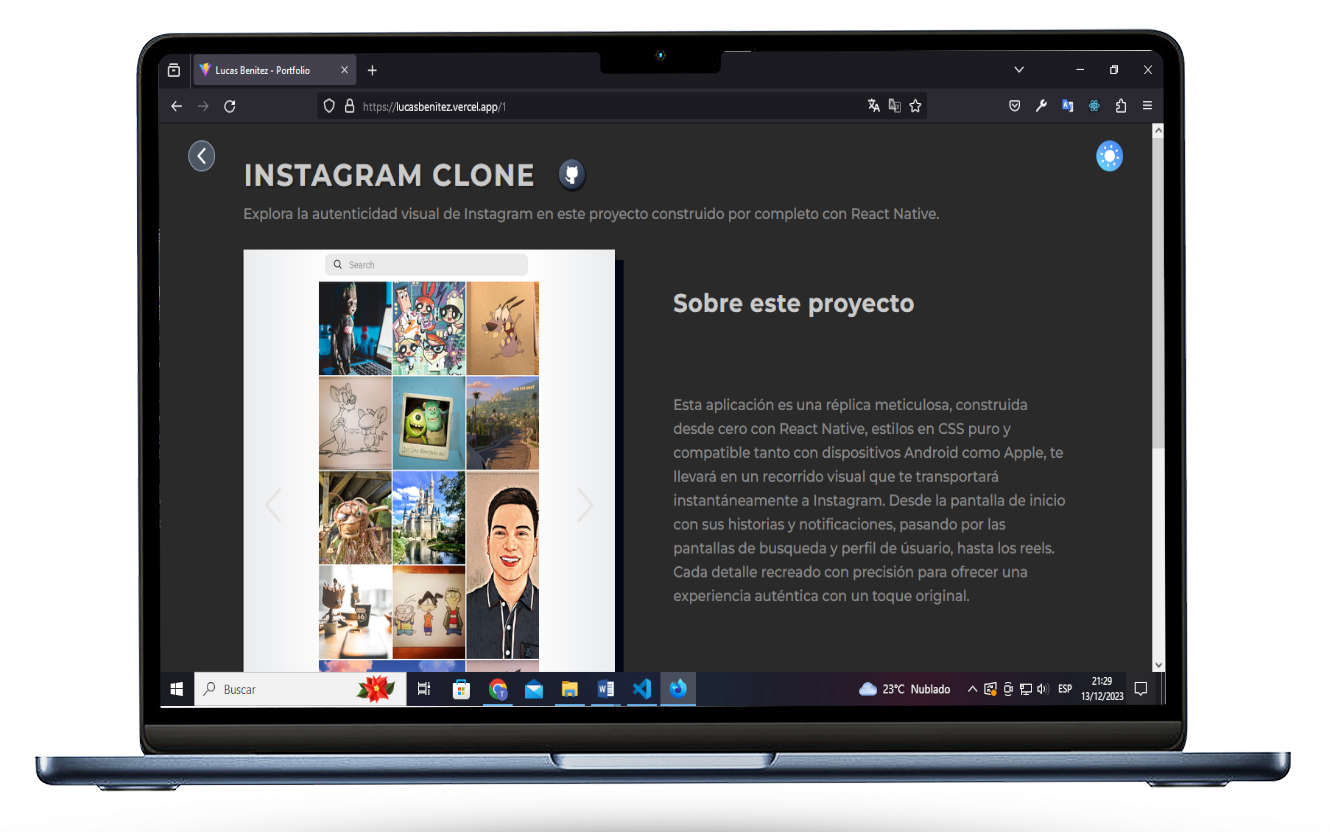 Lucas Benitez - Portfolio
https://lucasbenitez.vercel.app/1
INSTAGRAM CLONE
Explora la autenticidad visual de Instagram en este proyecto construido por completo con React Native.
Search
Sobre este proyecto
Esta aplicación es una réplica meticulosa, construida
desde cero con React Native, estilos en CSS puro y
compatible tanto con dispositivos Android como Apple, te
llevará en un recorrido visual que te transportará
instantáneamente a Instagram. Desde la pantalla de inicio
con sus historias y notificaciones, pasando por las
pantallas de busqueda y perfil de úsuario, hasta los reels.
Cada detalle recreado con precisión para ofrecer una
experiencia auténtica con un toque original.
Buscar
23°C Nublado
ESP
21:29
13/12/2023